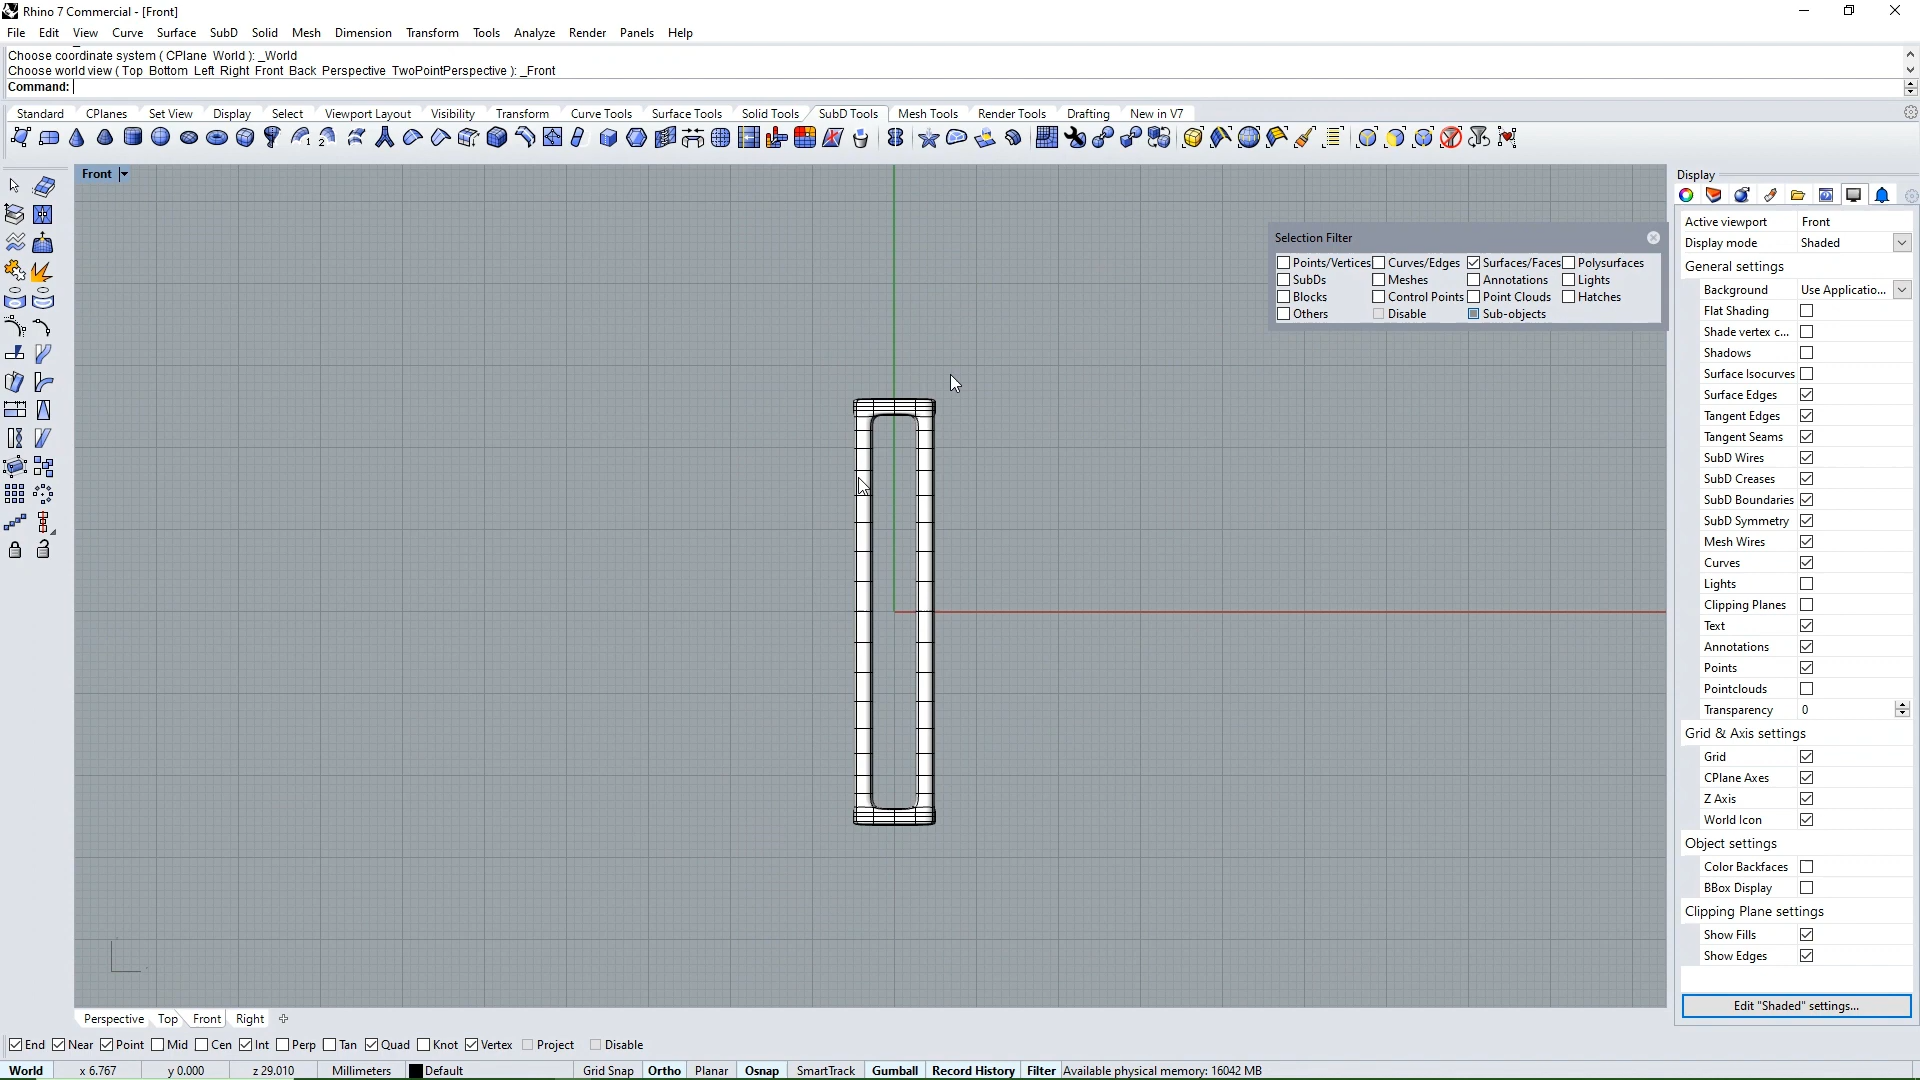 Rhino 7 Commercial - [Front]
File Edit View Curve Surface SubD Solid Mesh Dimension Transform Tools Analyze Render Panels Help
Choose coordinate system ( CPlane World ): _World
Choose world view ( Top Bottom Left Right Front Back Perspective TwoPointPerspective ): _Front
Command:
Standard CPlanes Set View Display Select Viewport Layout Visibility Transform Curve Tools Surface Tools Solid Tools SubD Tools Mesh Tools Render Tools Drafting New in V7
Front
Selection Filter
Points/Vertices Curves/Edges Surfaces/Faces Polysurfaces
SubDs Meshes Annotations Lights
Blocks Control Points Point Clouds Hatches
Others Disable Sub-objects
Display
Active viewport Front
Display mode Shaded
General settings
Background Use Applicatio...
Flat Shading
Shade vertex c...
Shadows
Surface Isocurves
Surface Edges
Tangent Edges
Tangent Seams
SubD Wires
SubD Creases
SubD Boundaries
SubD Symmetry
Mesh Wires
Curves
Lights
Clipping Planes
Text
Annotations
Points
Pointclouds
Transparency 0
Grid & Axis settings
Grid
CPlane Axes
Z Axis
World Icon
Object settings
Color Backfaces
BBox Display
Clipping Plane settings
Show Fills
Show Edges
Edit "Shaded" settings...
Perspective Top Front Right
End Near Point Mid Cen Int Perp Tan Quad Knot Vertex Project Disable
World x 6.767 y 0.000 z 29.010 Millimeters Default Grid Snap Ortho Planar Osnap SmartTrack Gumball Record History Filter Available physical memory: 16042 MB